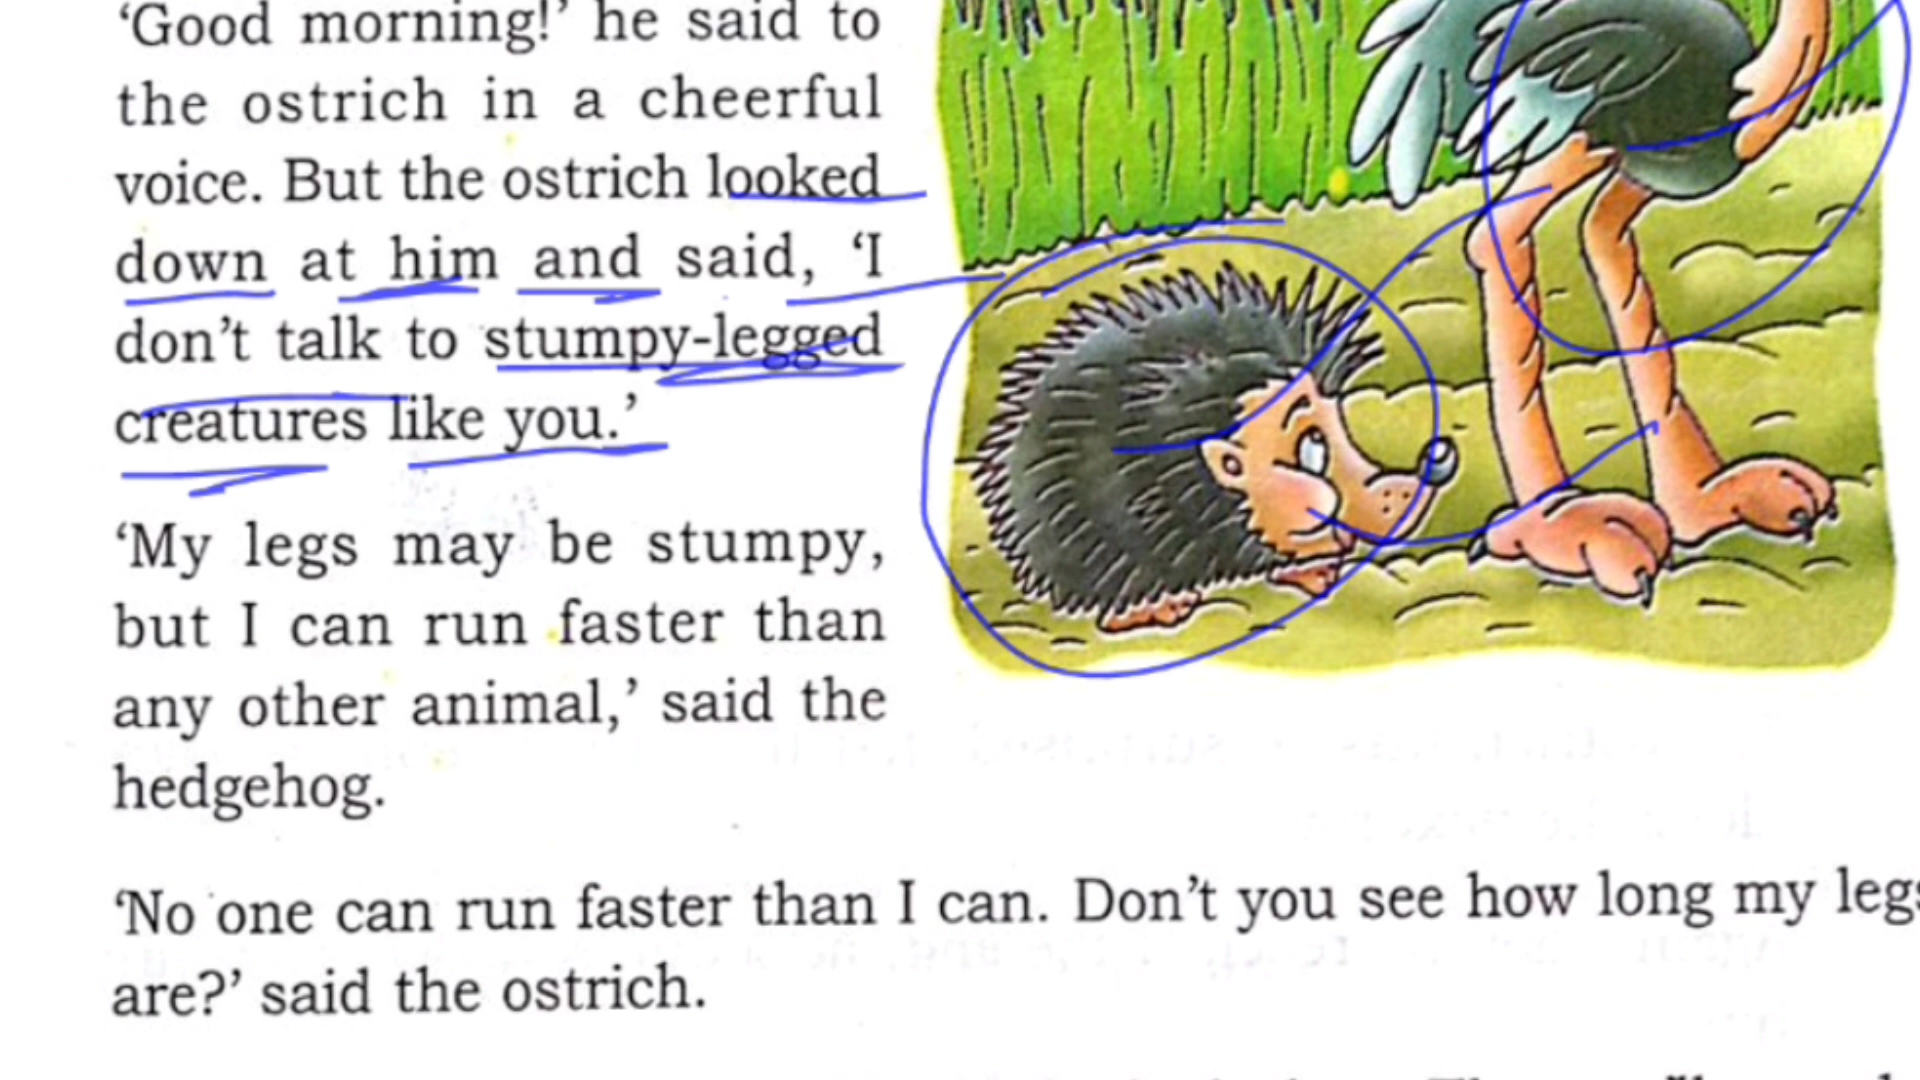 ‘Good morning!’ he said to
the ostrich in a cheerful
voice. But the ostrich looked
down at him and said, ‘I
don’t talk to stumpy-legged
creatures like you.’
‘My legs may be stumpy,
but I can run faster than
any other animal,’ said the
hedgehog.
‘No one can run faster than I can. Don’t you see how long my legs
are?’ said the ostrich.